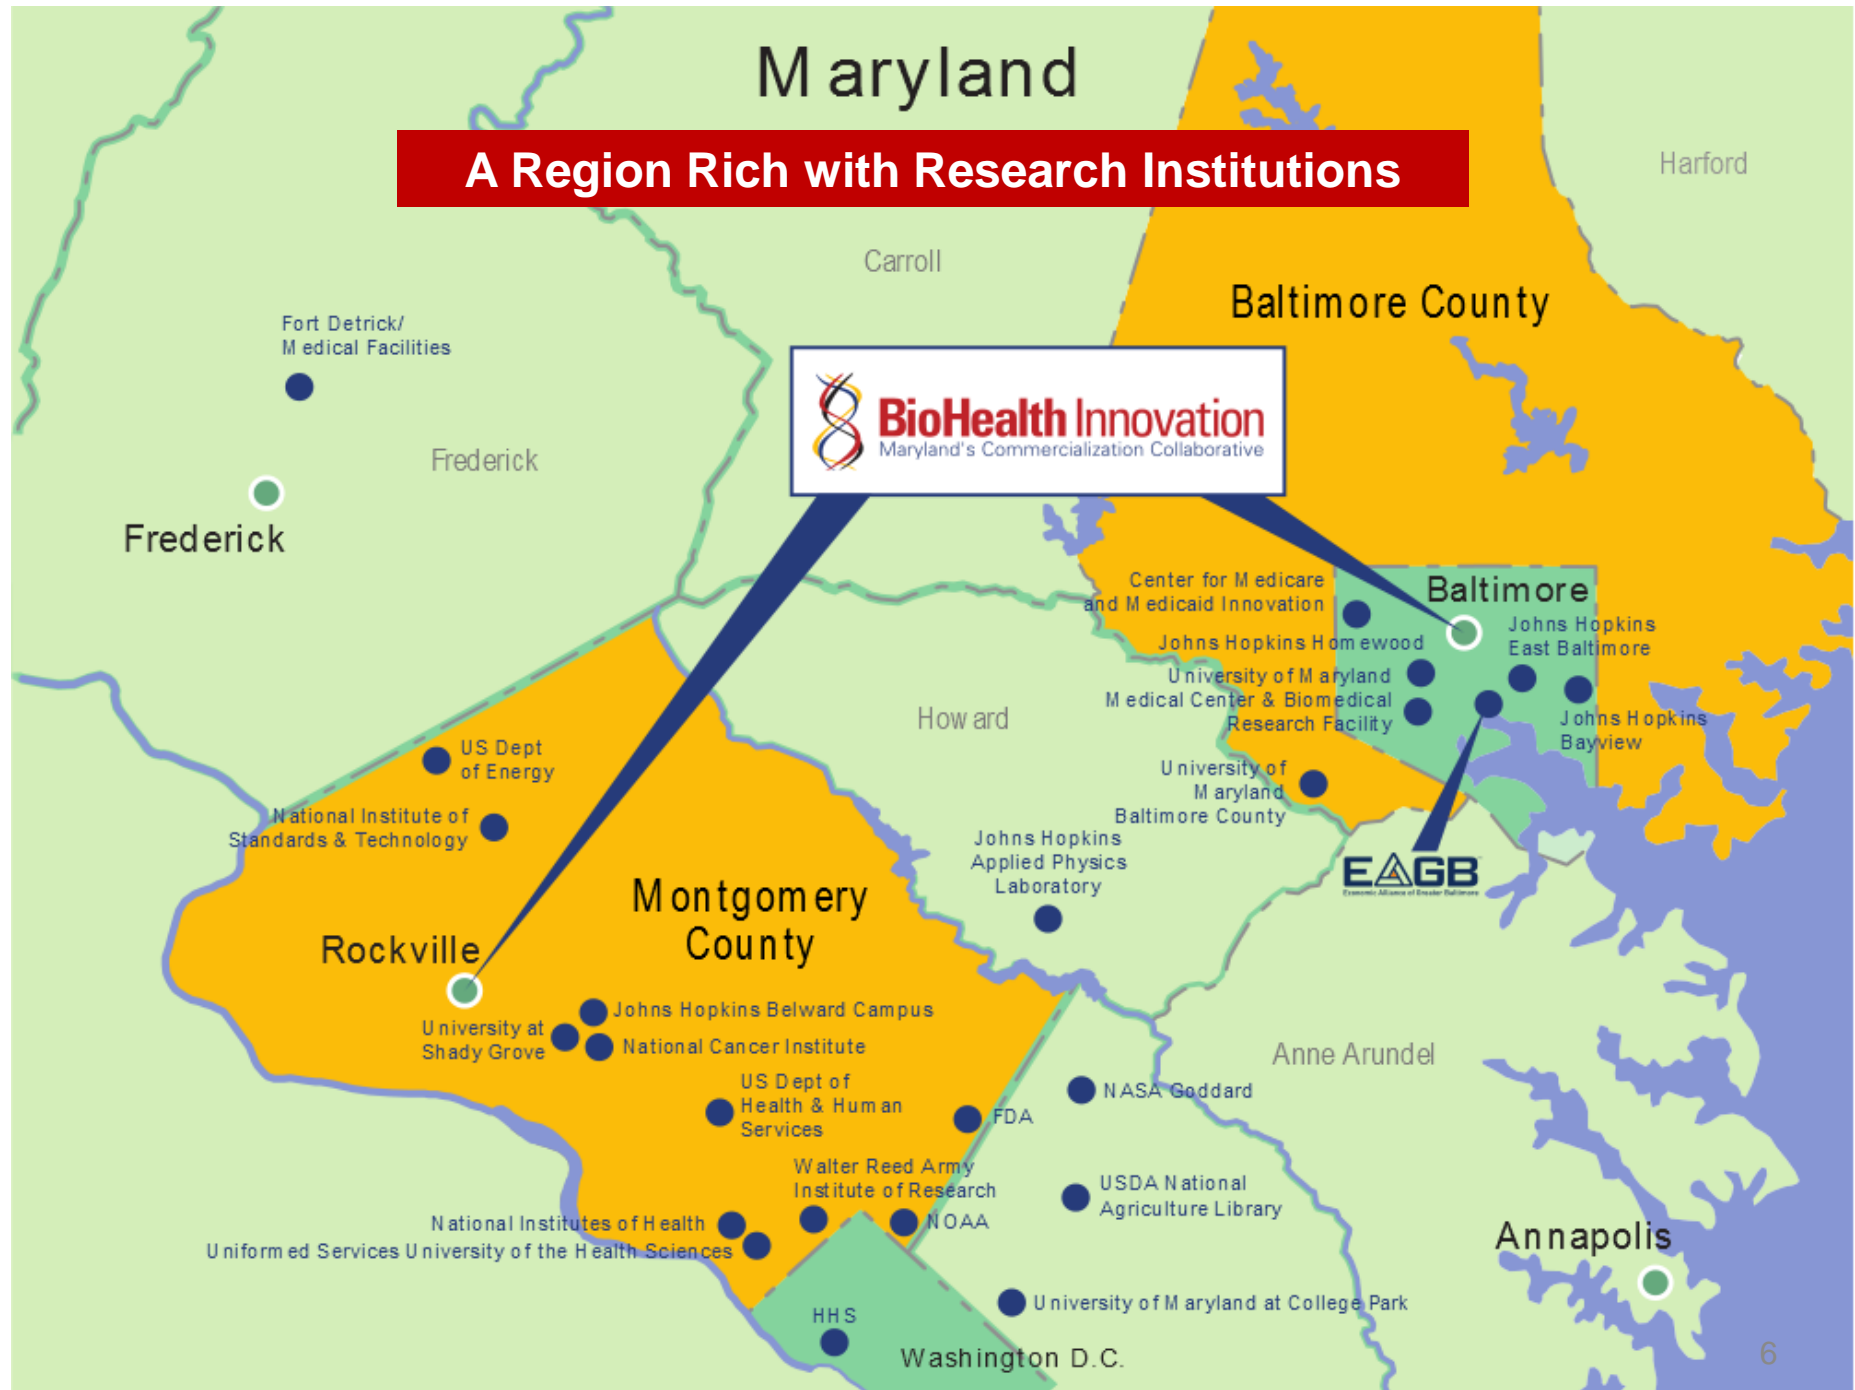 Maryland
A Region Rich with Research Institutions
Harford
Carroll
Baltimore County
Fort Detrick/
Medical Facilities
BioHealth Innovation
Maryland's Commercialization Collaborative
Frederick
Frederick
Center for Medicare
and Medicaid Innovation
Baltimore
Johns Hopkins
East Baltimore
Johns Hopkins Homewood
University of Maryland
Medical Center & Biomedical
Research Facility
Johns Hopkins
Bayview
Howard
US Dept
of Energy
University of
Maryland
Baltimore County
National Institute of
Standards & Technology
Johns Hopkins
Applied Physics
Laboratory
EAGB
Economic Alliance of Greater Baltimore
Montgomery
County
Rockville
Johns Hopkins Belward Campus
University at
Shady Grove
National Cancer Institute
Anne Arundel
US Dept of
Health & Human
Services
NASA Goddard
FDA
Walter Reed Army
Institute of Research
USDA National
Agriculture Library
National Institutes of Health
NOAA
Uniformed Services University of the Health Sciences
Annapolis
University of Maryland at College Park
HHS
Washington D.C.
6